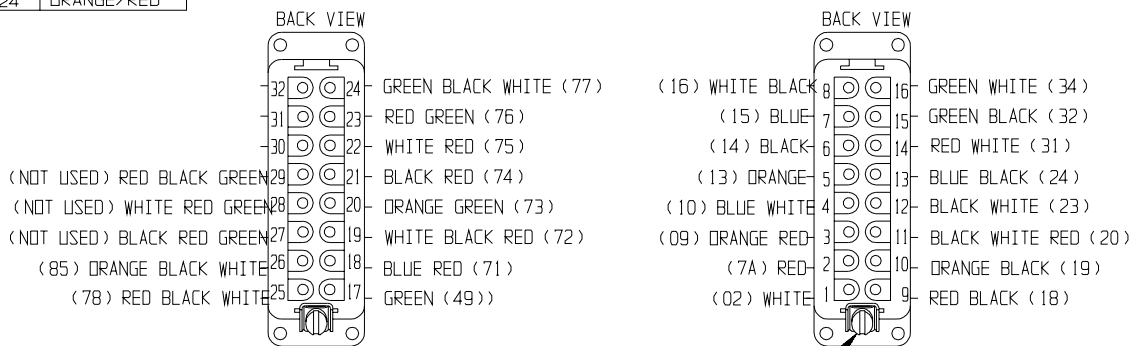 24 ORANGE/RED
BACK VIEW
32 24 GREEN BLACK WHITE (77)
31 23 RED GREEN (76)
30 22 WHITE RED (75)
(NOT USED) RED BLACK GREEN 29 21 BLACK RED (74)
(NOT USED) WHITE RED GREEN 28 20 ORANGE GREEN (73)
(NOT USED) BLACK RED GREEN 27 19 WHITE BLACK RED (72)
(85) ORANGE BLACK WHITE 26 18 BLUE RED (71)
(78) RED BLACK WHITE 25 17 GREEN (49))
BACK VIEW
(16) WHITE BLACK 8 16 GREEN WHITE (34)
(15) BLUE 7 15 GREEN BLACK (32)
(14) BLACK 6 14 RED WHITE (31)
(13) ORANGE 5 13 BLUE BLACK (24)
(10) BLUE WHITE 4 12 BLACK WHITE (23)
(09) ORANGE RED 3 11 BLACK WHITE RED (20)
(7A) RED 2 10 ORANGE BLACK (19)
(02) WHITE 1 9 RED BLACK (18)